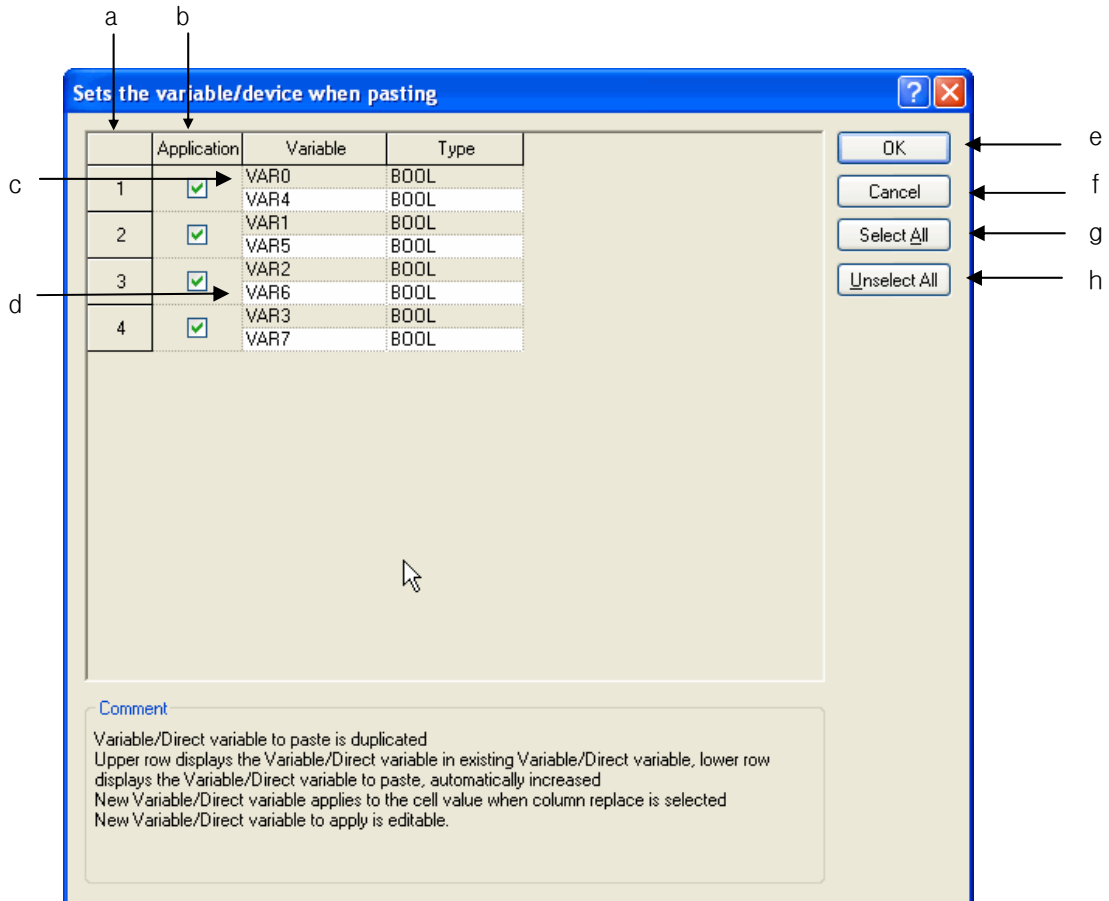 a b
Sets the variable/device when pasting
Application Variable Type
1 VAR0 BOOL
VAR4 BOOL
2 VAR1 BOOL
VAR5 BOOL
3 VAR2 BOOL
VAR6 BOOL
4 VAR3 BOOL
VAR7 BOOL
c
d
OK e
Cancel f
Select All g
Unselect All h
Comment
Variable/Direct variable to paste is duplicated
Upper row displays the Variable/Direct variable in existing Variable/Direct variable, lower row
displays the Variable/Direct variable to paste, automatically increased
New Variable/Direct variable applies to the cell value when column replace is selected
New Variable/Direct variable to apply is editable.